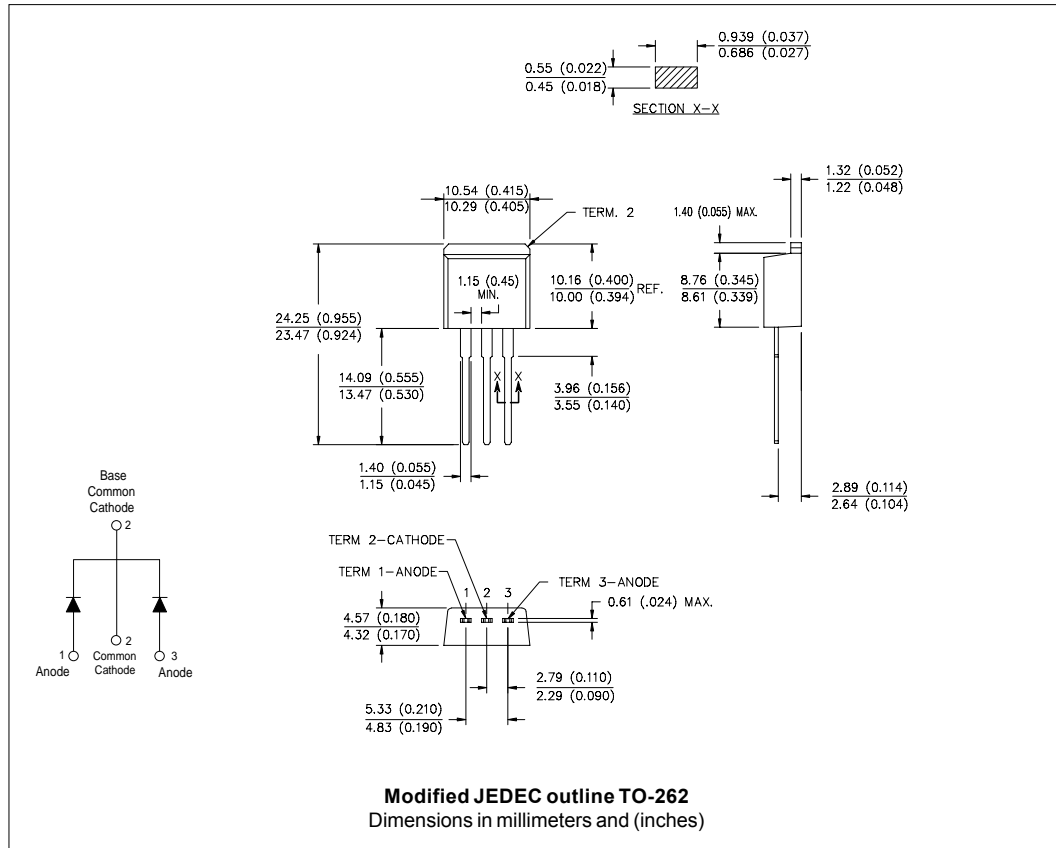 0.939 (0.037)
0.686 (0.027)
0.55 (0.022)
0.45 (0.018)
SECTION X-X
10.54 (0.415)
10.29 (0.405)
TERM. 2
1.32 (0.052)
1.22 (0.048)
1.40 (0.055) MAX.
1.15 (0.45)
MIN.
10.16 (0.400)
10.00 (0.394)
REF.
8.76 (0.345)
8.61 (0.339)
24.25 (0.955)
23.47 (0.924)
14.09 (0.555)
13.47 (0.530)
X X
3.96 (0.156)
3.55 (0.140)
1.40 (0.055)
1.15 (0.045)
2.89 (0.114)
2.64 (0.104)
Base
Common
Cathode
2
2
Common
Cathode
1
Anode
3
Anode
TERM 2-CATHODE
TERM 1-ANODE
TERM 3-ANODE
1 2 3
0.61 (.024) MAX.
4.57 (0.180)
4.32 (0.170)
2.79 (0.110)
2.29 (0.090)
5.33 (0.210)
4.83 (0.190)
Modified JEDEC outline TO-262
Dimensions in millimeters and (inches)